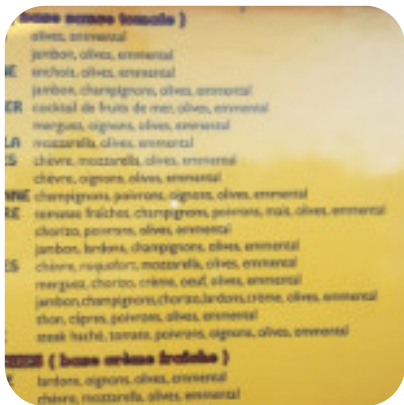 ( base sauce tomate )
olives, emmental
jambon, olives, emmental
NE anchois, olives, emmental
jambon, champignons, olives, emmental
ER cocktail de fruits de mer, olives, emmental
merguez, oignons, olives, emmental
LA mozzarella, olives, emmental
ES chèvre, mozzarella, olives, emmental
chèvre, oignons, olives, emmental
NNE champignons, poivrons, oignons, olives, emmental
RE tomates fraîches, champignons, poivrons, maïs, olives, emmental
chorizo, poivrons, olives, emmental
jambon, lardons, champignons, olives, emmental
ES chèvre, roquefort, mozzarella, olives, emmental
merguez, chorizo, crème, oeuf, olives, emmental
jambon,champignons,chorizo,lardons,crème, olives, emmental
thon, câpres, poivrons, olives, emmental
steak haché, tomate, poivrons, oignons, olives, emmental
( base crème fraîche )
lardons, oignons, olives, emmental
chèvre, mozzarella, olives, emmental